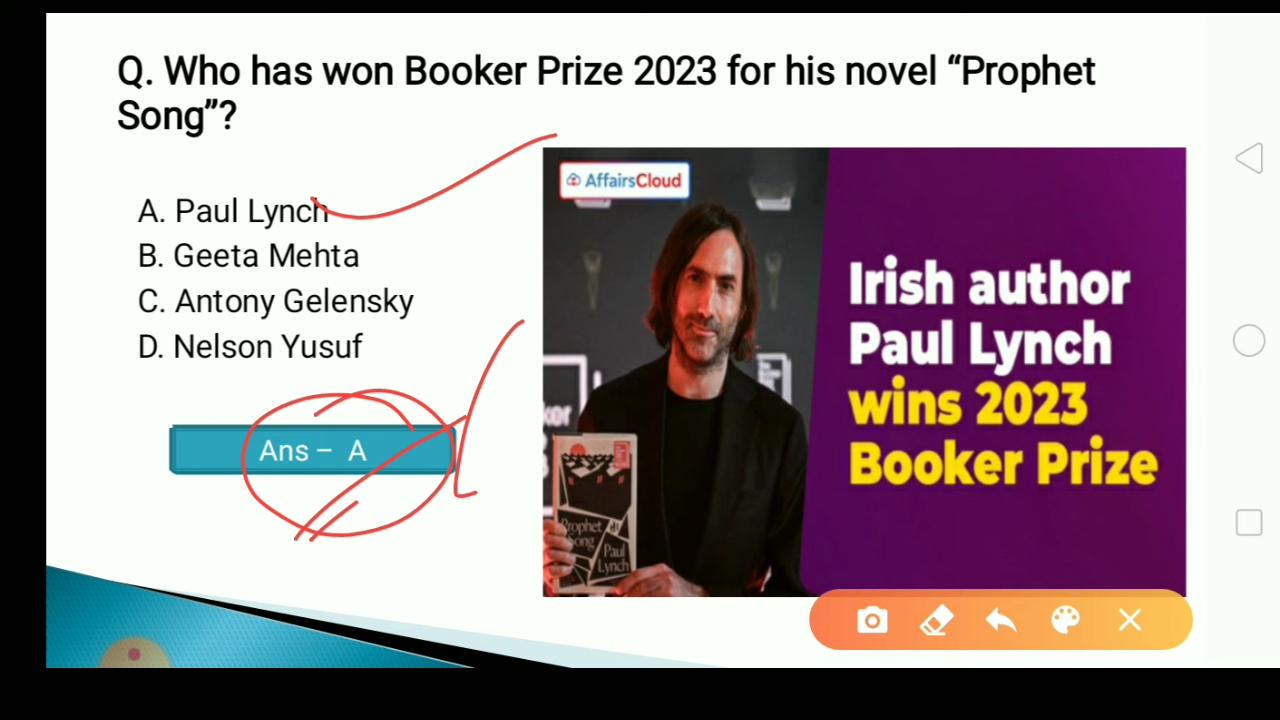 Q. Who has won Booker Prize 2023 for his novel “Prophet
Song”?
A. Paul Lynch
B. Geeta Mehta
C. Antony Gelensky
D. Nelson Yusuf
Ans – A
AffairsCloud
Irish author
Paul Lynch
wins 2023
Booker Prize
Prophet
Song
Paul
Lynch